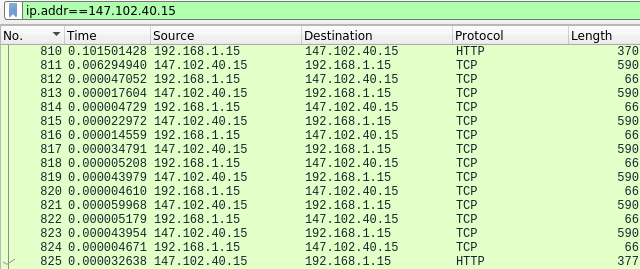 ip.addr==147.102.40.15
No. Time Source Destination Protocol Length
810 0.101501428 192.168.1.15 147.102.40.15 HTTP 370
811 0.006294940 147.102.40.15 192.168.1.15 TCP 590
812 0.000047052 192.168.1.15 147.102.40.15 TCP 66
813 0.000017604 147.102.40.15 192.168.1.15 TCP 590
814 0.000004729 192.168.1.15 147.102.40.15 TCP 66
815 0.000022972 147.102.40.15 192.168.1.15 TCP 590
816 0.000014559 192.168.1.15 147.102.40.15 TCP 66
817 0.000034791 147.102.40.15 192.168.1.15 TCP 590
818 0.000005208 192.168.1.15 147.102.40.15 TCP 66
819 0.000043979 147.102.40.15 192.168.1.15 TCP 590
820 0.000004610 192.168.1.15 147.102.40.15 TCP 66
821 0.000059968 147.102.40.15 192.168.1.15 TCP 590
822 0.000005179 192.168.1.15 147.102.40.15 TCP 66
823 0.000043954 147.102.40.15 192.168.1.15 TCP 590
824 0.000004671 192.168.1.15 147.102.40.15 TCP 66
825 0.000032638 147.102.40.15 192.168.1.15 HTTP 377